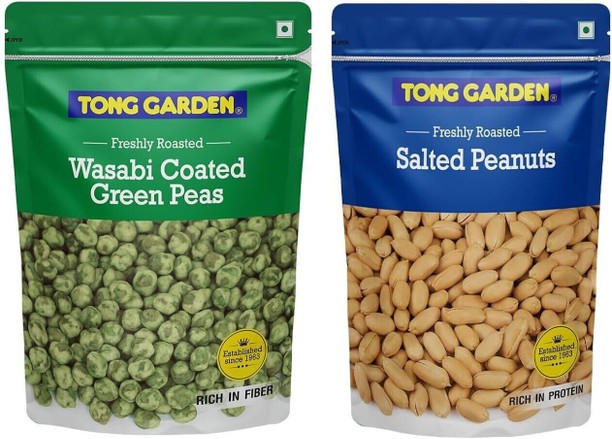 TONG GARDEN®
Freshly Roasted
Wasabi Coated
Green Peas
Established
since 1963
RICH IN FIBER
TONG GARDEN®
Freshly Roasted
Salted Peanuts
Established
since 1963
RICH IN PROTEIN